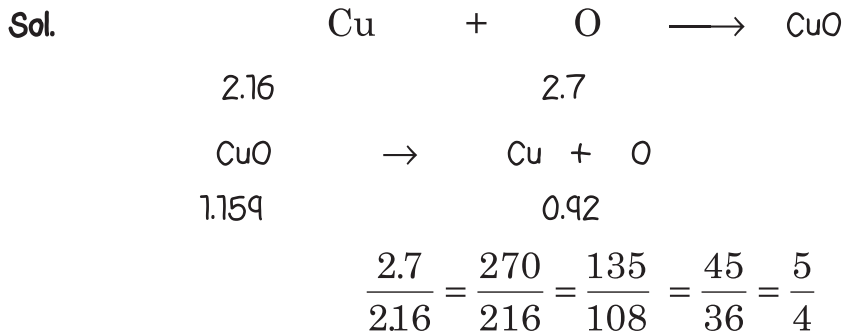 Sol. Cu + O ⟶ CuO
2.16 2.7
CuO → Cu + O
1.159 0.92
2.7/2.16 = 270/216 = 135/108 = 45/36 = 5/4